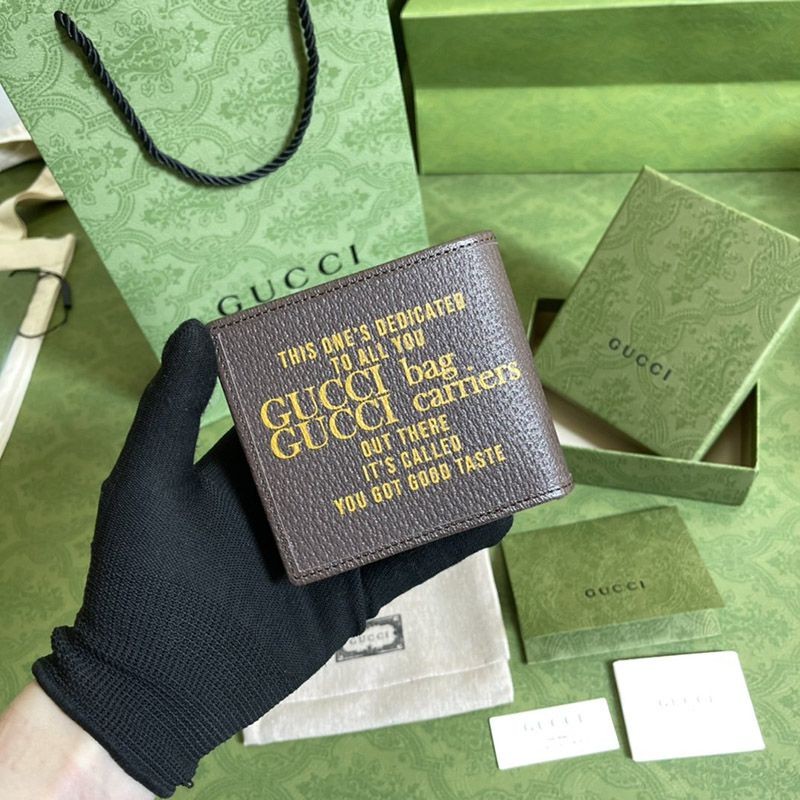 GUCCI
THIS ONE'S DEDICATED
TO ALL YOU
GUCCI bag
GUCCI carriers
OUT THERE
IT'S CALLED
YOU GOT GOOD TASTE
GUCCI
GUCCI
GUCCI
GUCCI